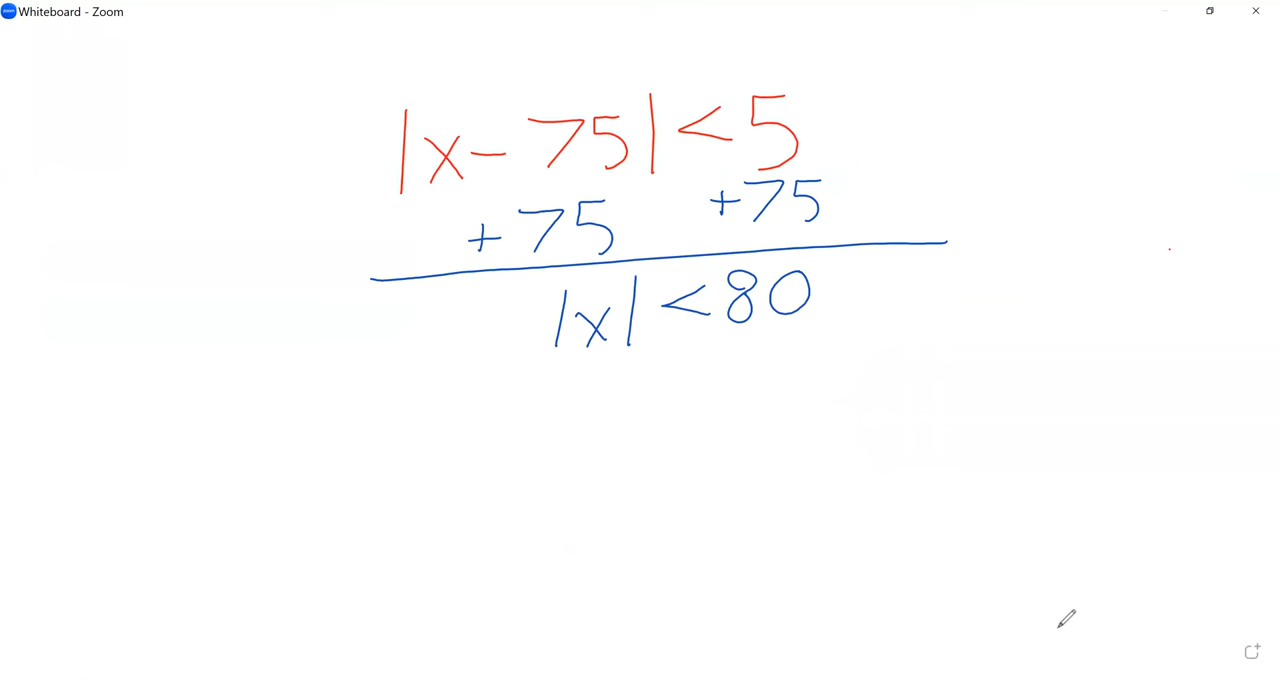 Whiteboard - Zoom
|x - 75| < 5
+ 75 + 75
|x| < 80